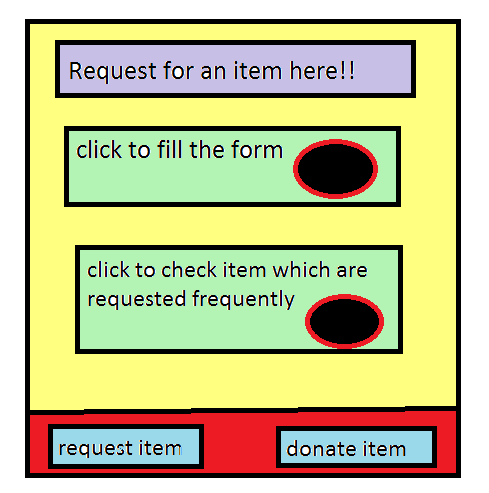 Request for an item here!!
click to fill the form
click to check item which are
requested frequently
request item
donate item